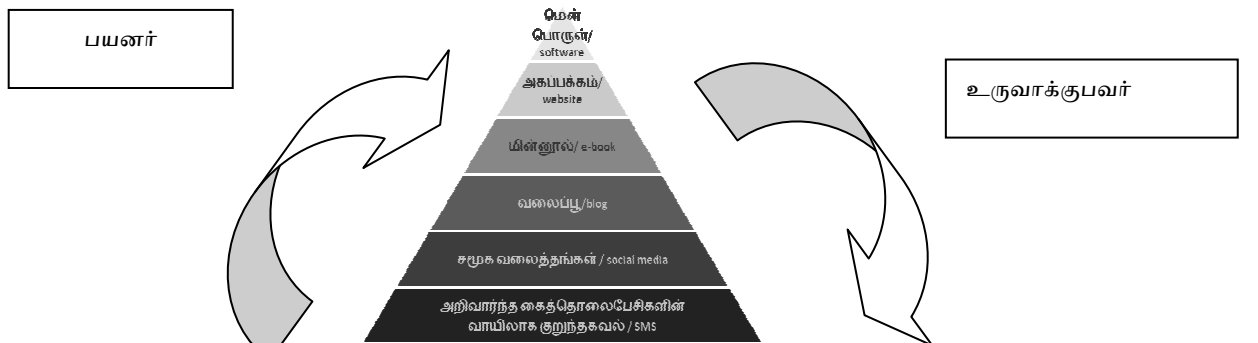 பயனர்
மென்
பொருள்/
software
அகப்பக்கம்/
website
மின்னூல்/ e-book
வலைப்பூ/blog
சமூக வலைத்தங்கள் / social media
அறிவார்ந்த கைத்தொலைபேசிகளின்
வாயிலாக குறுந்தகவல் / SMS
உருவாக்குபவர்